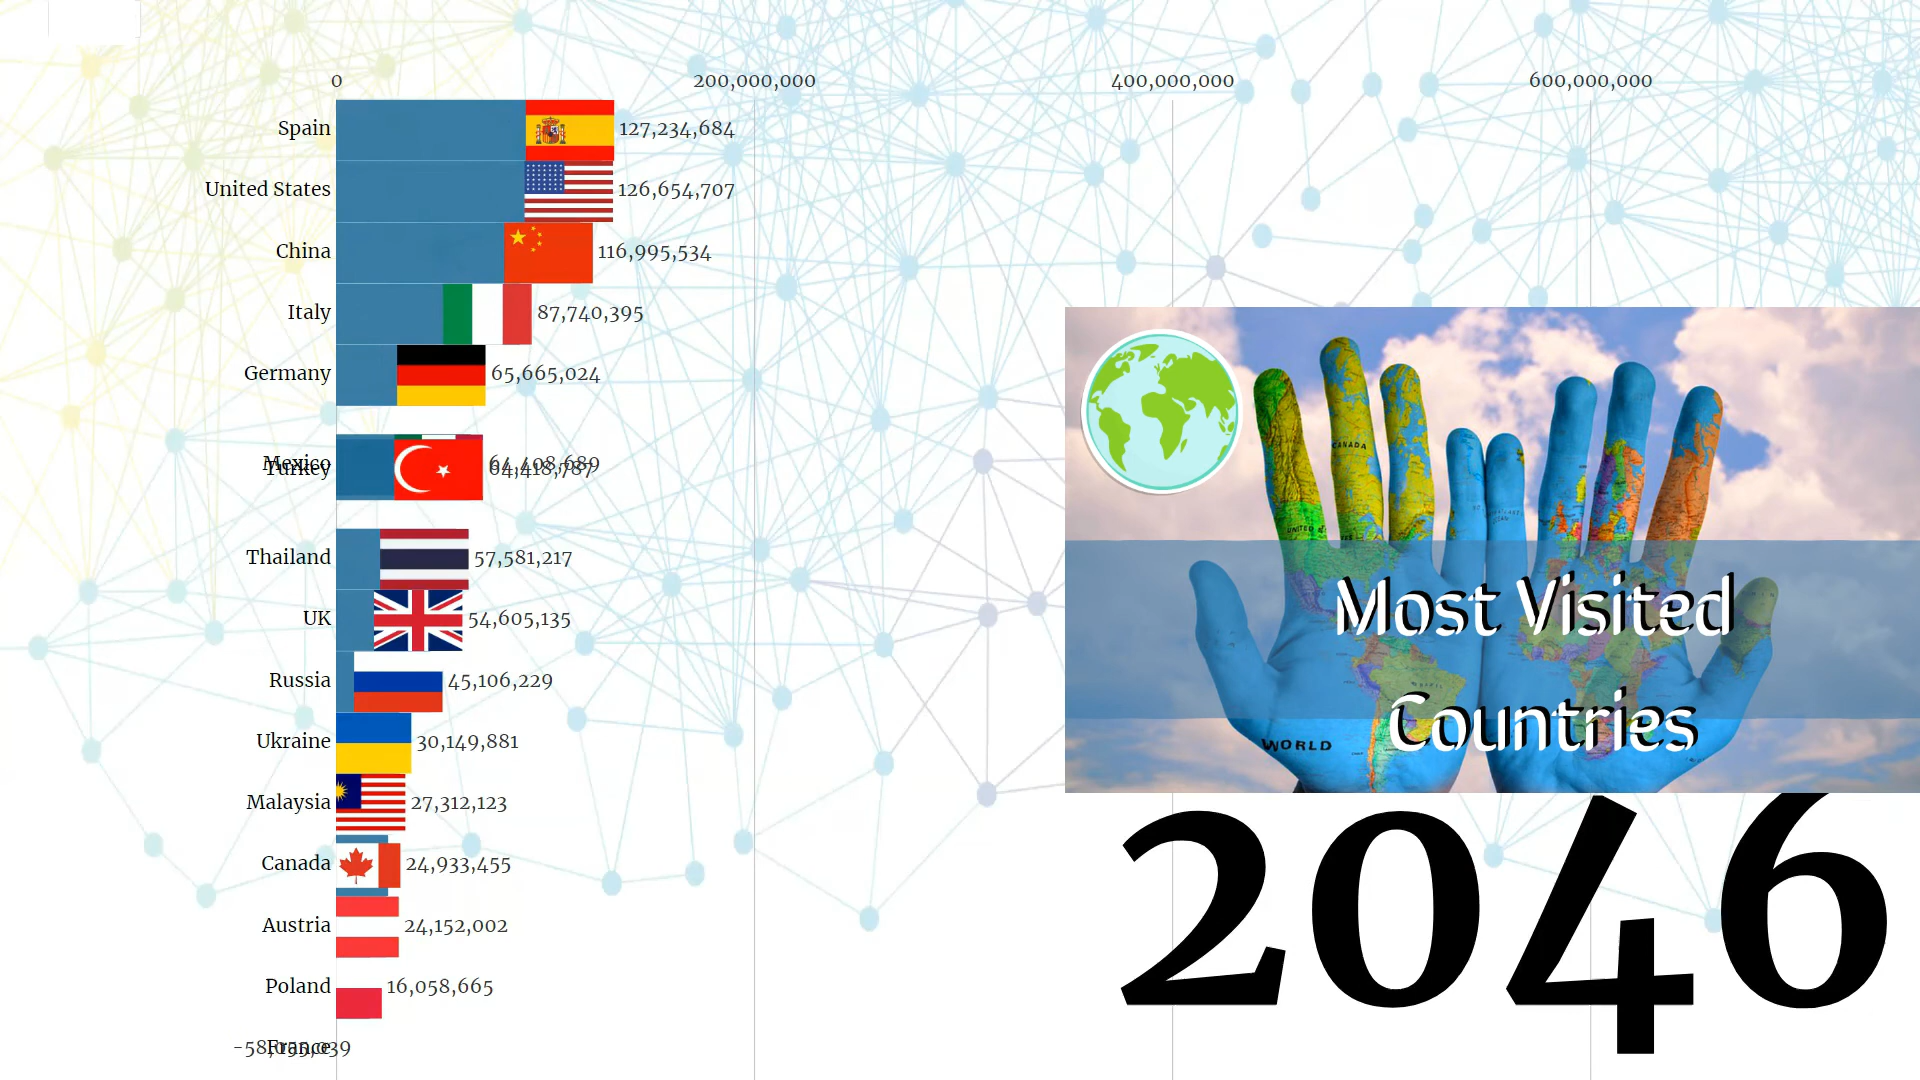 0 200,000,000 400,000,000 600,000,000
Spain 127,234,684
United States 126,654,707
China 116,995,534
Italy 87,740,395
Germany 65,665,024
Mexico
Turkey
Thailand 57,581,217
UK 54,605,135
Russia 45,106,229
Ukraine 30,149,881
Malaysia 27,312,123
Canada 24,933,455
Austria 24,152,002
Poland 16,058,665
France
CANADA
Most Visited
Countries
WORLD
2046